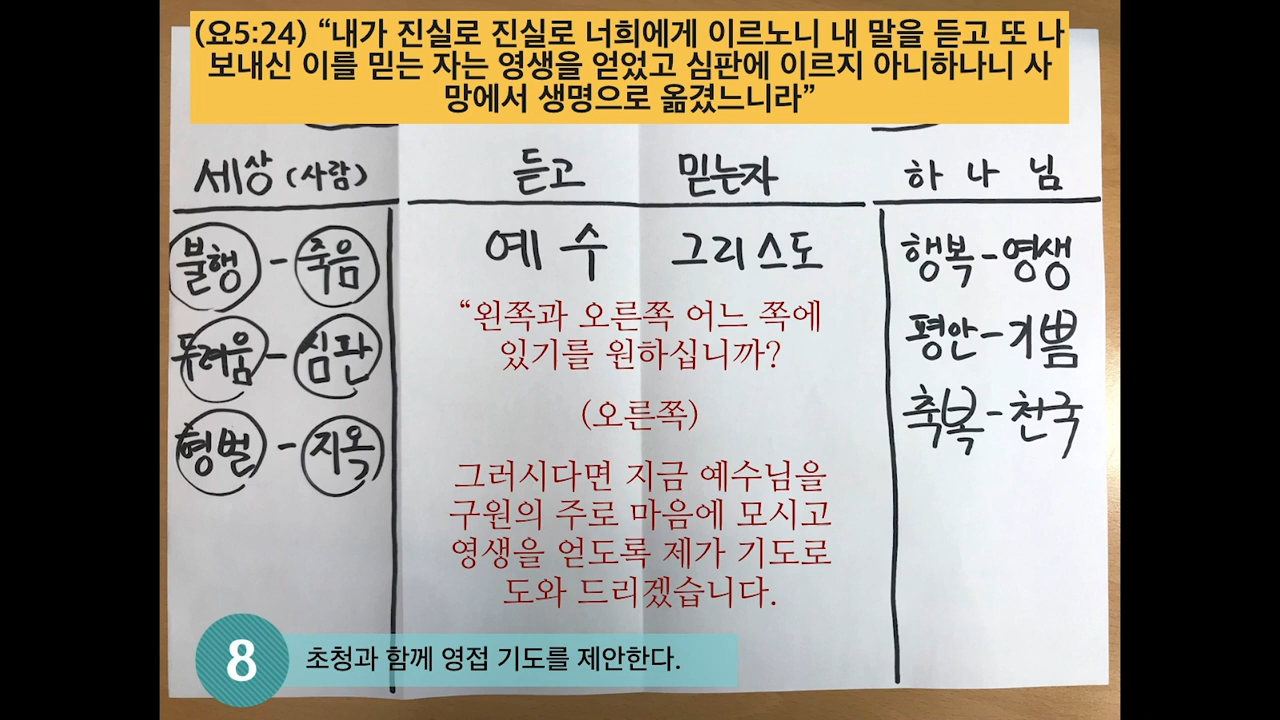 (요5:24) “내가 진실로 진실로 너희에게 이르노니 내 말을 듣고 또 나
보내신 이를 믿는 자는 영생을 얻었고 심판에 이르지 아니하나니 사
망에서 생명으로 옮겼느니라”
세상 (사람)
듣고 믿는자
하 나 님
불행 - 죽음
예 수 그리스도
행복 - 영생
두려움 - 심판
평안 - 기쁨
형벌 - 지옥
축복 - 천국
“왼쪽과 오른쪽 어느 쪽에
있기를 원하십니까?
(오른쪽)
그러시다면 지금 예수님을
구원의 주로 마음에 모시고
영생을 얻도록 제가 기도로
도와 드리겠습니다.
8
초청과 함께 영접 기도를 제안한다.